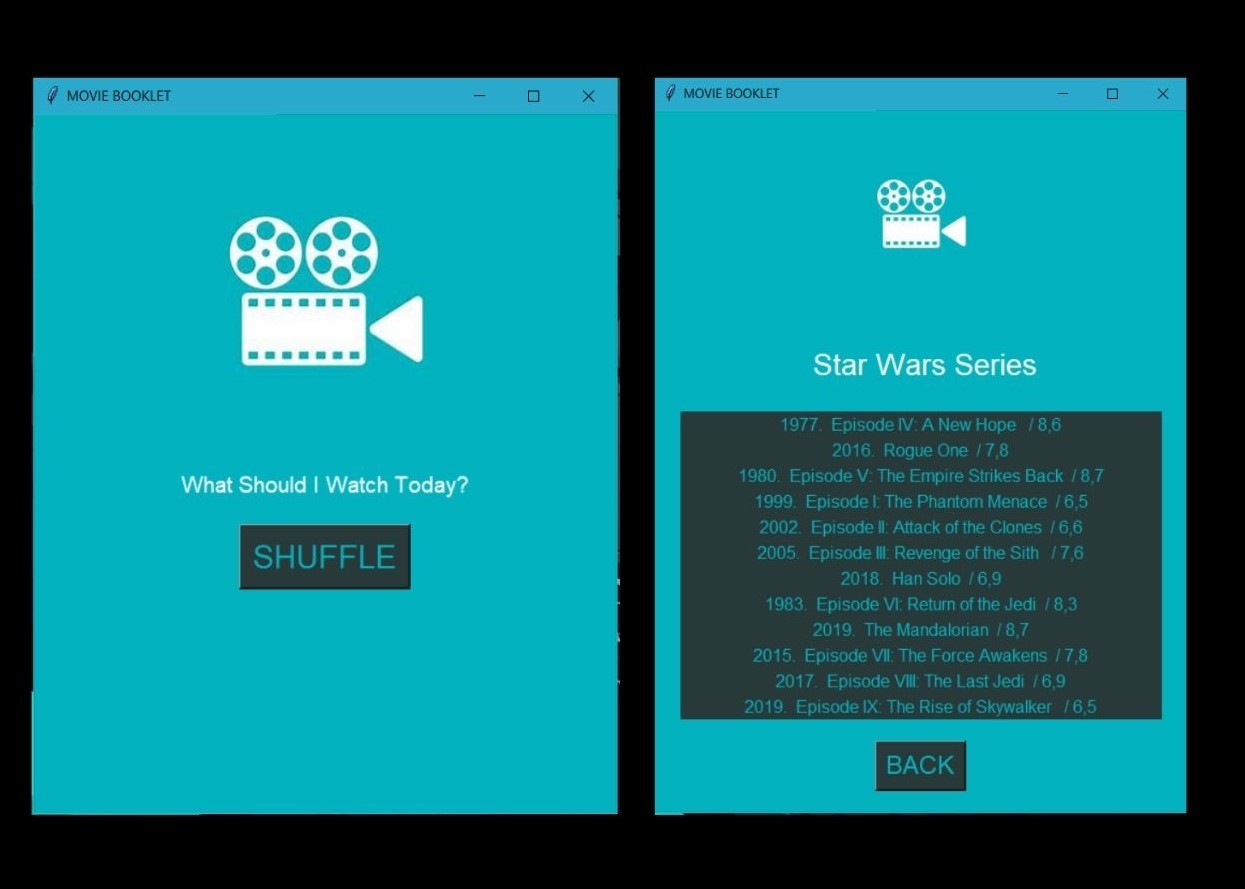 MOVIE BOOKLET
What Should I Watch Today?
SHUFFLE
MOVIE BOOKLET
Star Wars Series
1977. Episode IV: A New Hope / 8,6
2016. Rogue One / 7,8
1980. Episode V: The Empire Strikes Back / 8,7
1999. Episode I: The Phantom Menace / 6,5
2002. Episode II: Attack of the Clones / 6,6
2005. Episode III: Revenge of the Sith / 7,6
2018. Han Solo / 6,9
1983. Episode VI: Return of the Jedi / 8,3
2019. The Mandalorian / 8,7
2015. Episode VII: The Force Awakens / 7,8
2017. Episode VIII: The Last Jedi / 6,9
2019. Episode IX: The Rise of Skywalker / 6,5
BACK